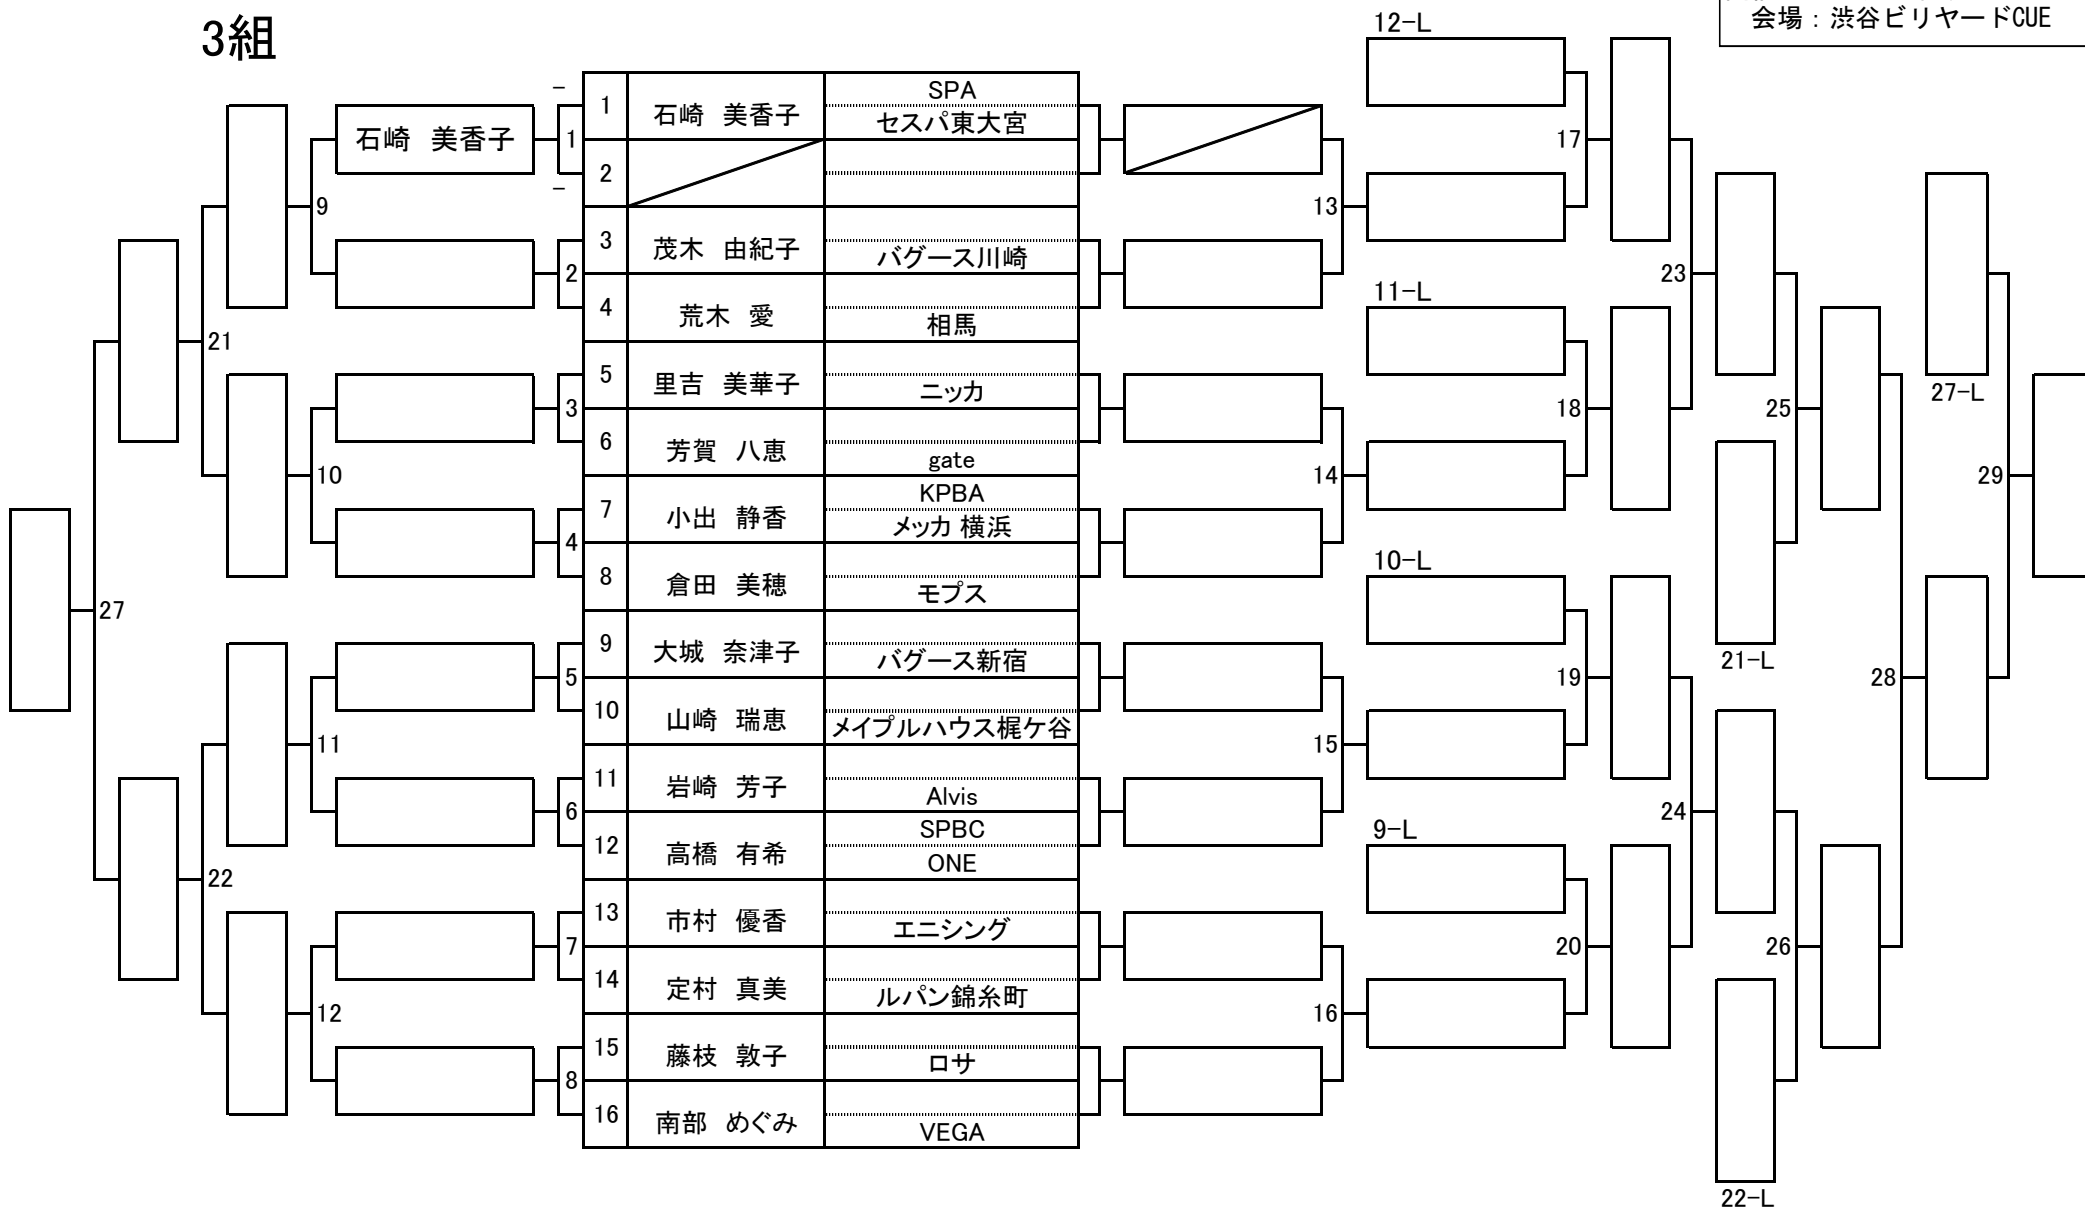 会場：渋谷ビリヤードCUE
3組
12-L
1 石崎 美香子 SPA
セスパ東大宮
石崎 美香子
-
1
2
-
17
9
13
3 茂木 由紀子 バグース川崎
2
4 荒木 愛 相馬
23
11-L
21
5 里吉 美華子 ニッカ
3
18
25
27-L
6 芳賀 八恵 gate
10
14
29
7 小出 静香 KPBA
メッカ 横浜
4
8 倉田 美穂 モプス
10-L
27
9 大城 奈津子 バグース新宿
21-L
5
19
28
10 山崎 瑞恵 メイプルハウス梶ケ谷
11
15
11 岩崎 芳子 Alvis
6
24
9-L
12 高橋 有希 SPBC
ONE
22
13 市村 優香 エニシング
7
20
26
14 定村 真美 ルパン錦糸町
12
16
15 藤枝 敦子 ロサ
8
16 南部 めぐみ VEGA
22-L